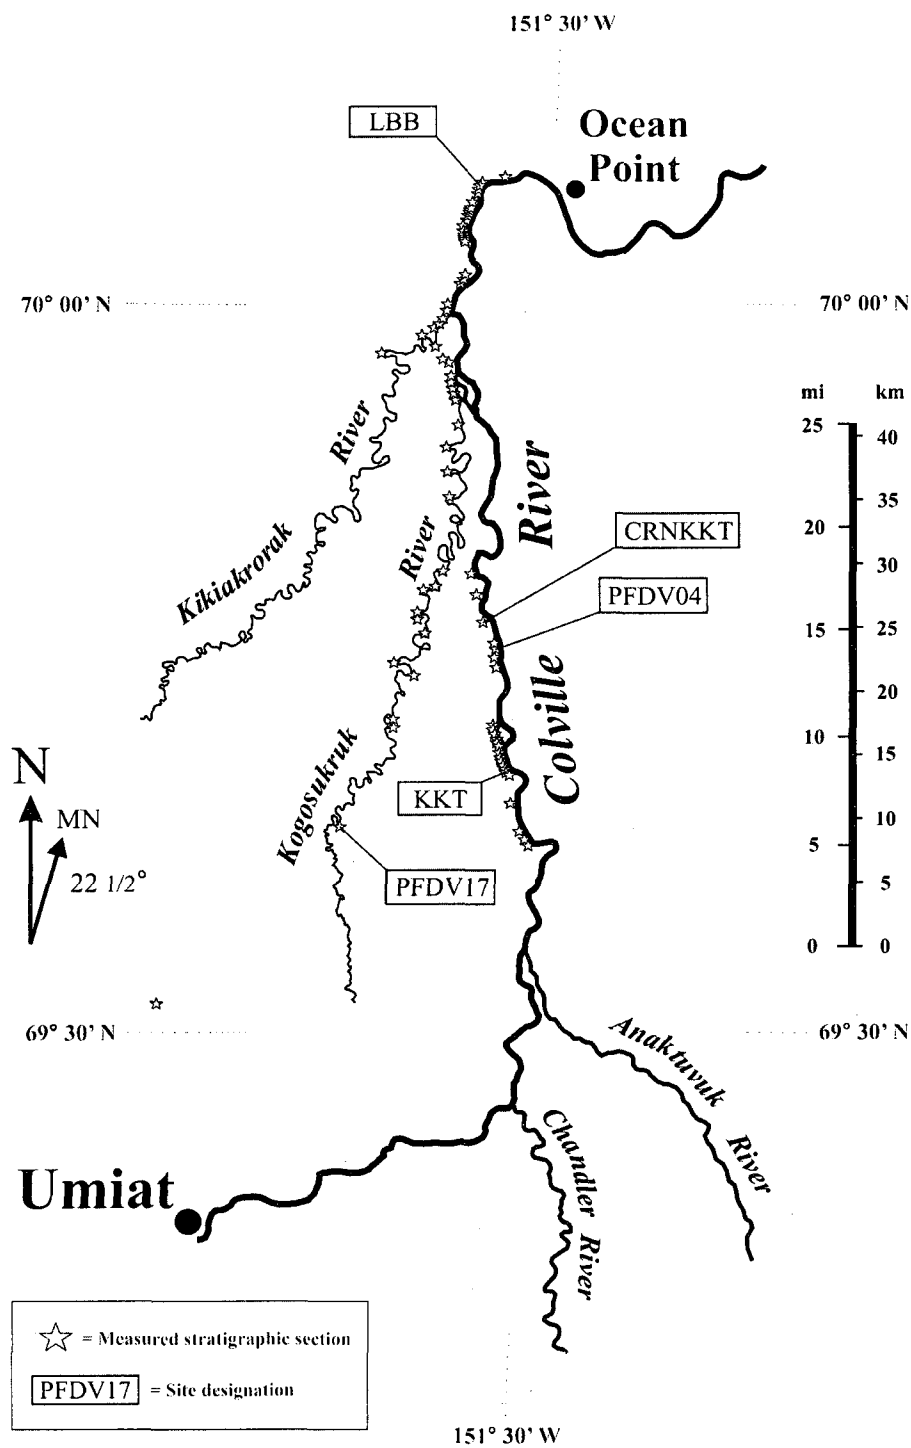 151° 30' W
LBB
Ocean
Point
70° 00' N
70° 00' N
mi
km
25
40
35
20
30
15
25
20
10
15
10
5
5
0
0
River
Kikiakrorak
River
River
CRNKKT
PFDV04
Colville
KKT
Kogosukruk
PFDV17
N
MN
22 1/2°
69° 30' N
69° 30' N
Anaktuvuk
River
Chandler
River
Umiat
= Measured stratigraphic section
PFDV17 = Site designation
151° 30' W